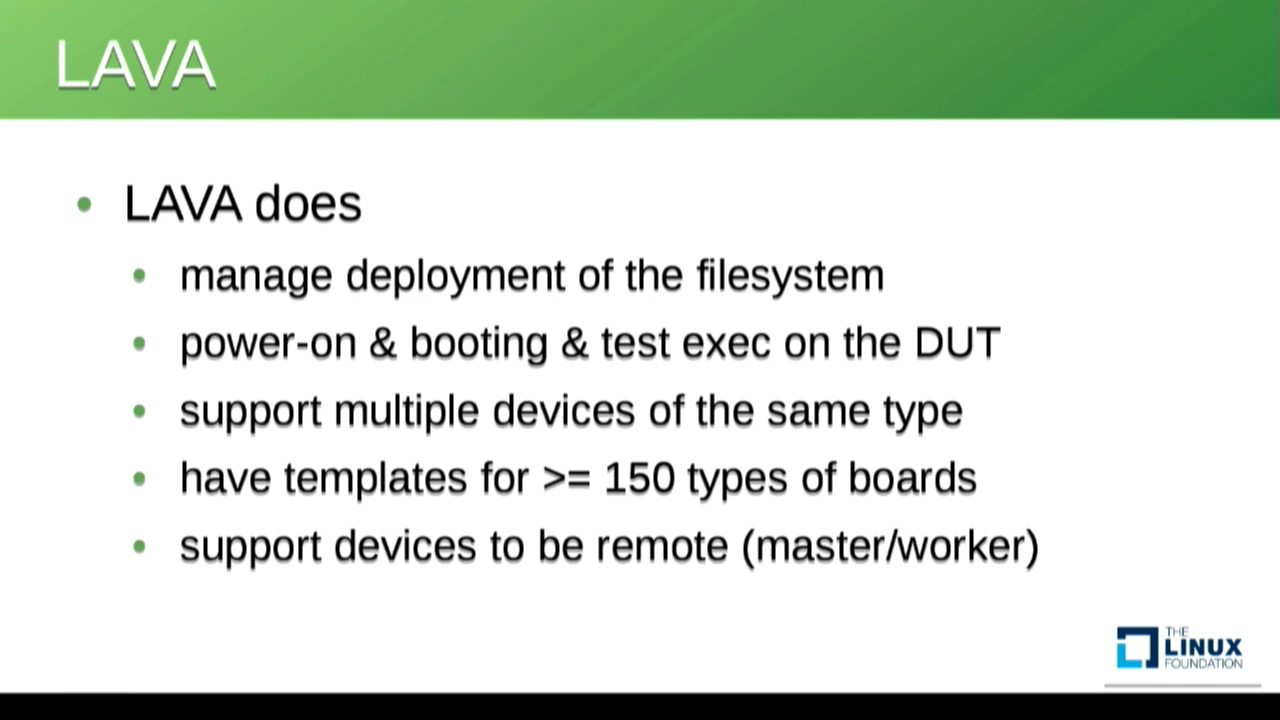 LAVA
LAVA does
manage deployment of the filesystem
power-on & booting & test exec on the DUT
support multiple devices of the same type
have templates for >= 150 types of boards
support devices to be remote (master/worker)
THE
LINUX
FOUNDATION